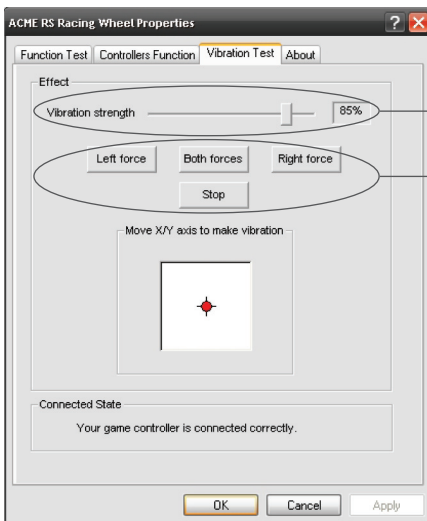 ACME RS Racing Wheel Properties
Function Test Controllers Function Vibration Test About
Effect
Vibration strength 85%
Left force Both forces Right force
Stop
Move X/Y axis to make vibration
Connected State
Your game controller is connected correctly.
OK Cancel Apply